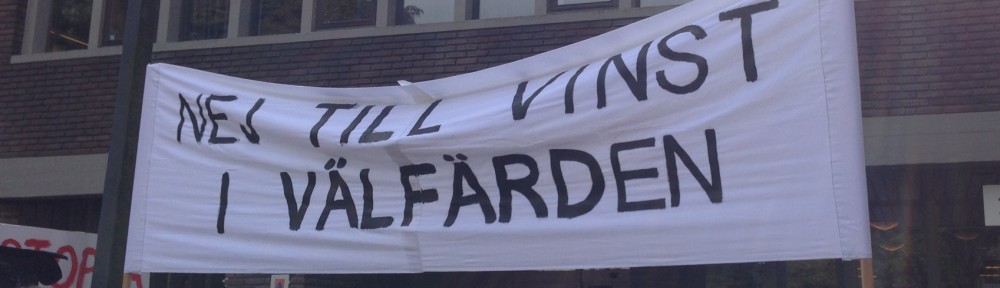 NEJ TILL VINST
I VÄLFÄRDEN